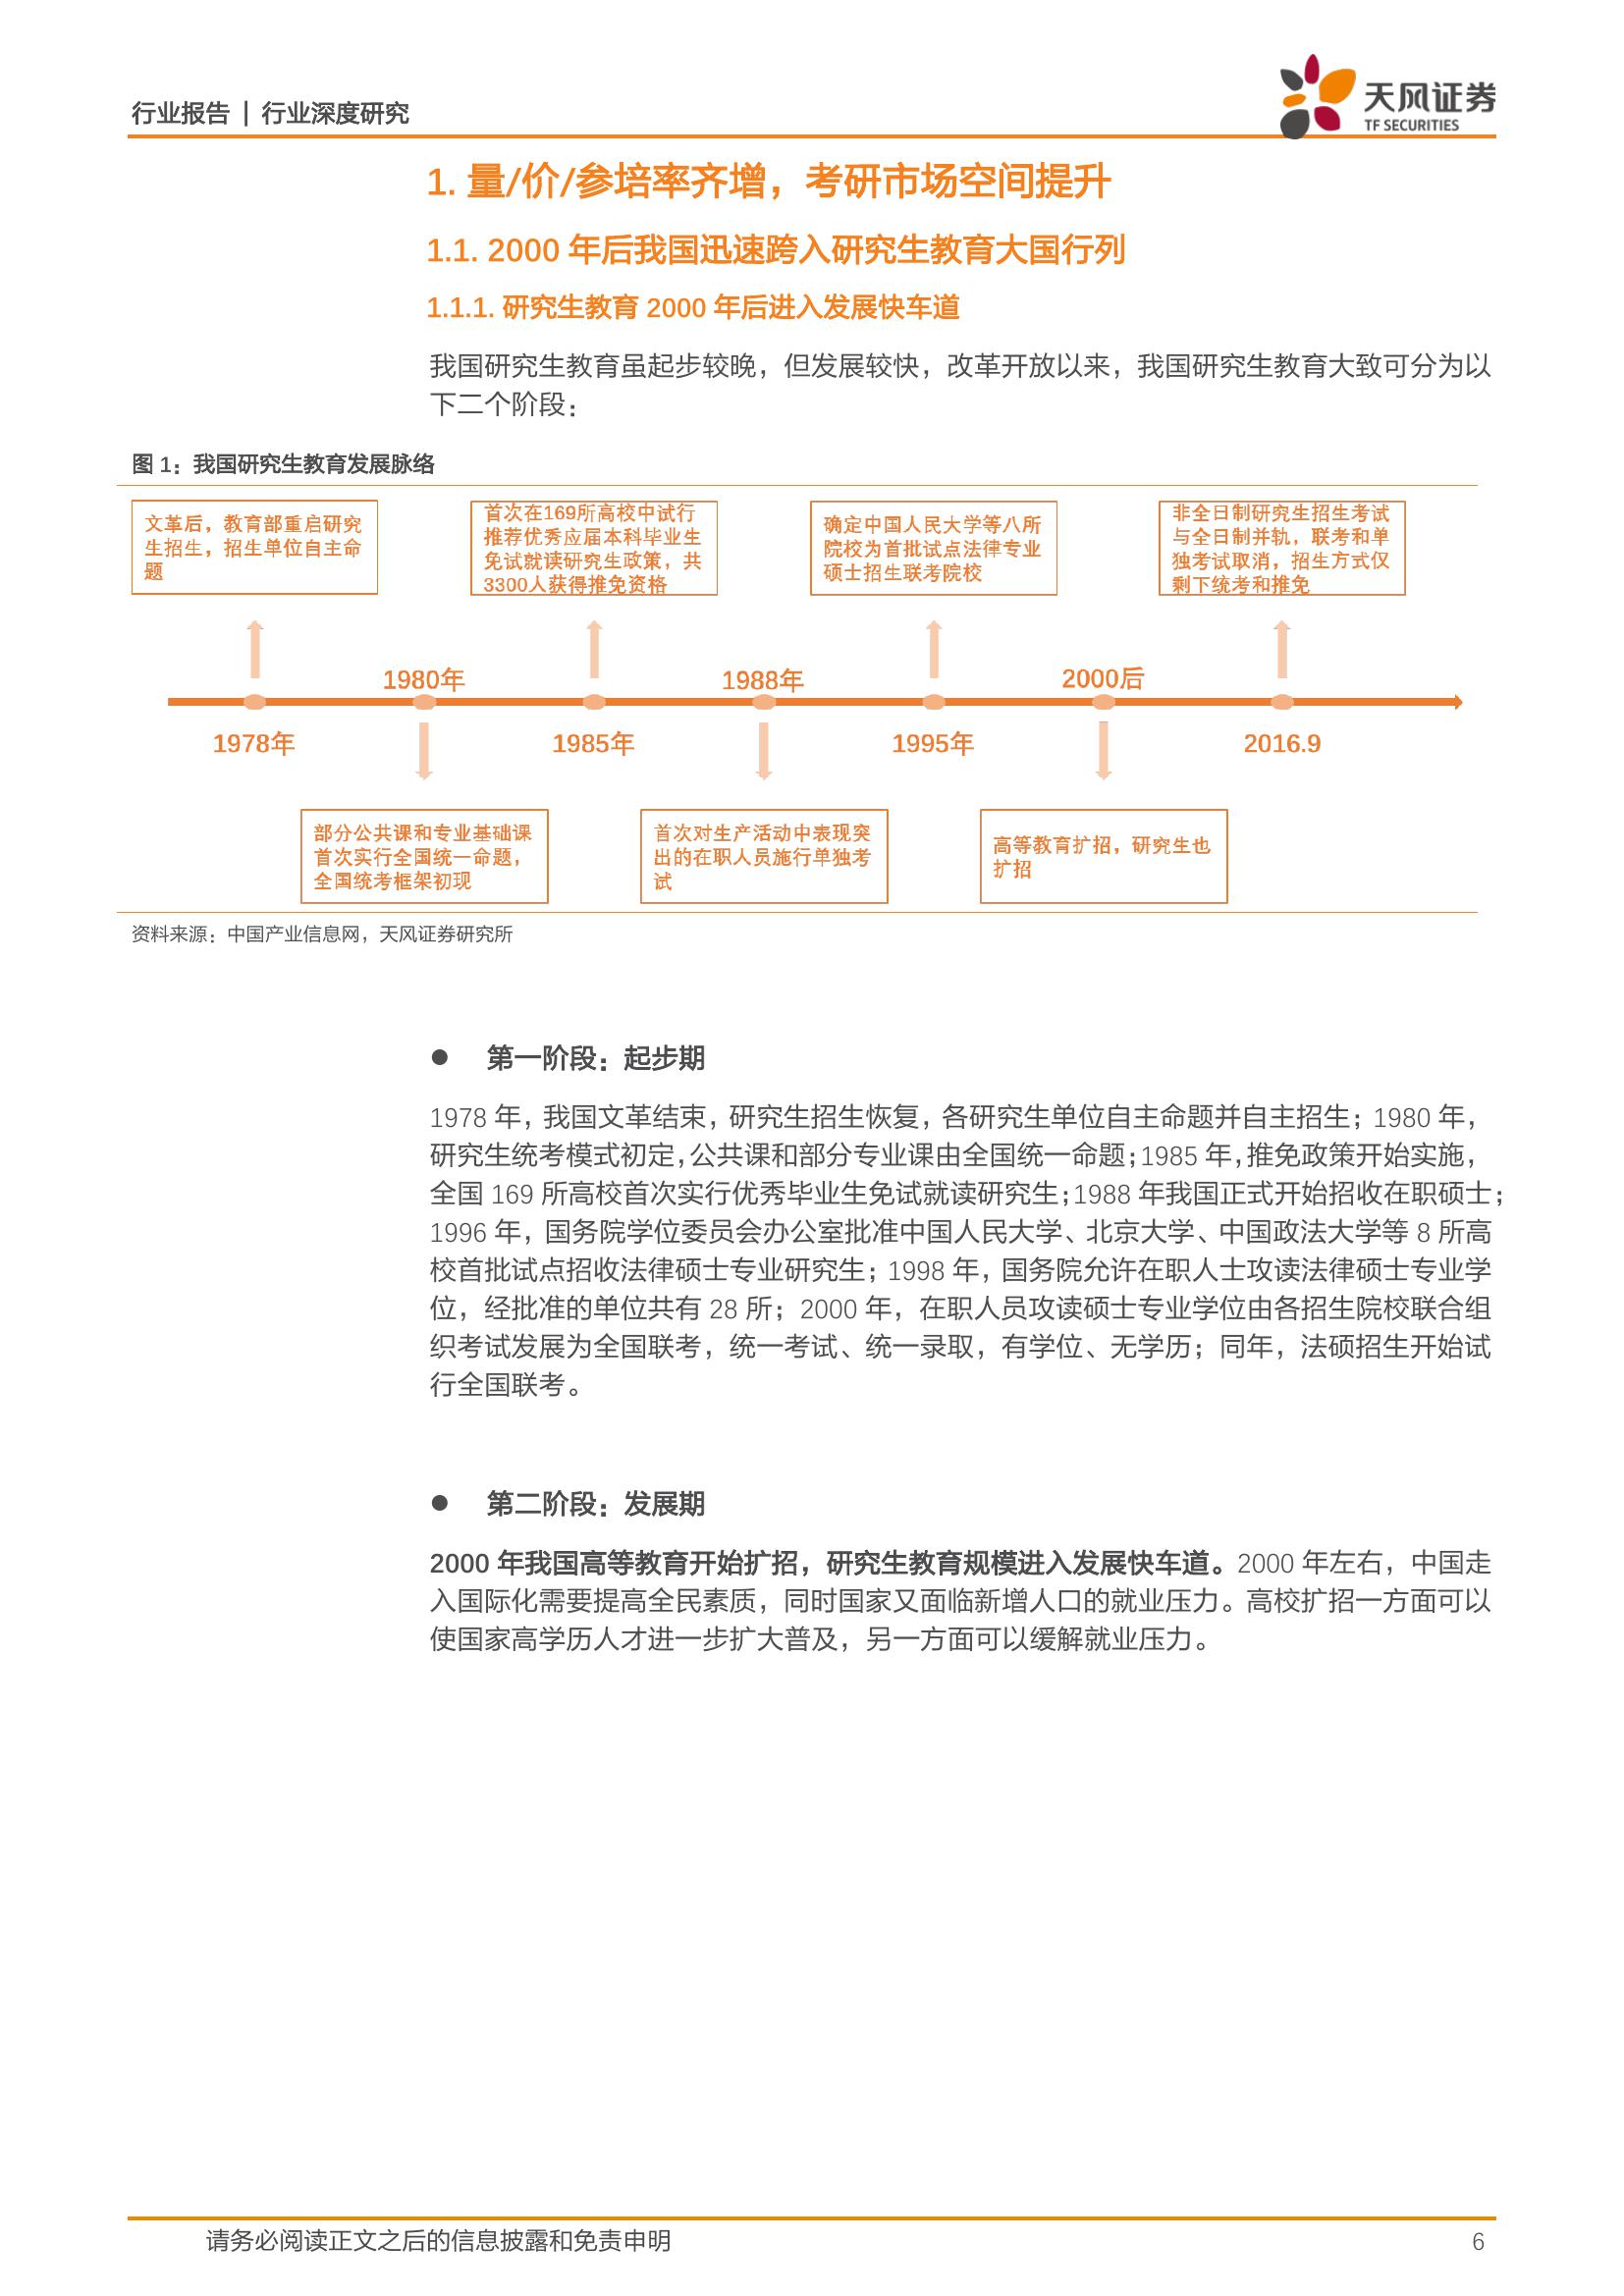 行业报告 | 行业深度研究
天风证券
TF SECURITIES
1. 量/价/参培率齐增，考研市场空间提升
1.1. 2000 年后我国迅速跨入研究生教育大国行列
1.1.1. 研究生教育 2000 年后进入发展快车道
我国研究生教育虽起步较晚，但发展较快，改革开放以来，我国研究生教育大致可分为以
下二个阶段：
图 1：我国研究生教育发展脉络
文革后，教育部重启研究
生招生，招生单位自主命
题
首次在169所高校中试行
推荐优秀应届本科毕业生
免试就读研究生政策，共
3300人获得推免资格
确定中国人民大学等八所
院校为首批试点法律专业
硕士招生联考院校
非全日制研究生招生考试
与全日制并轨，联考和单
独考试取消，招生方式仅
剩下统考和推免
1980年
1988年
2000后
1978年
1985年
1995年
2016.9
部分公共课和专业基础课
首次实行全国统一命题，
全国统考框架初现
首次对生产活动中表现突
出的在职人员施行单独考
试
高等教育扩招，研究生也
扩招
资料来源：中国产业信息网，天风证券研究所
● 第一阶段：起步期
1978 年，我国文革结束，研究生招生恢复，各研究生单位自主命题并自主招生；1980 年，
研究生统考模式初定，公共课和部分专业课由全国统一命题；1985 年，推免政策开始实施，
全国 169 所高校首次实行优秀毕业生免试就读研究生；1988 年我国正式开始招收在职硕士；
1996 年，国务院学位委员会办公室批准中国人民大学、北京大学、中国政法大学等 8 所高
校首批试点招收法律硕士专业研究生；1998 年，国务院允许在职人士攻读法律硕士专业学
位，经批准的单位共有 28 所；2000 年，在职人员攻读硕士专业学位由各招生院校联合组
织考试发展为全国联考，统一考试、统一录取，有学位、无学历；同年，法硕招生开始试
行全国联考。
● 第二阶段：发展期
2000 年我国高等教育开始扩招，研究生教育规模进入发展快车道。2000 年左右，中国走
入国际化需要提高全民素质，同时国家又面临新增人口的就业压力。高校扩招一方面可以
使国家高学历人才进一步扩大普及，另一方面可以缓解就业压力。
请务必阅读正文之后的信息披露和免责申明
6